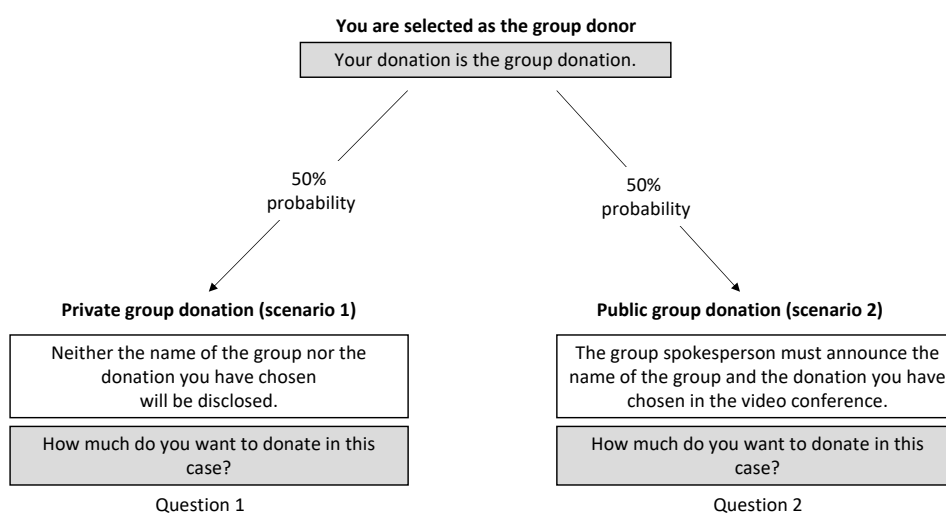 You are selected as the group donor
Your donation is the group donation.
50%
probability
50%
probability
Private group donation (scenario 1)
Neither the name of the group nor the
donation you have chosen
will be disclosed.
How much do you want to donate in this
case?
Question 1
Public group donation (scenario 2)
The group spokesperson must announce the
name of the group and the donation you have
chosen in the video conference.
How much do you want to donate in this
case?
Question 2